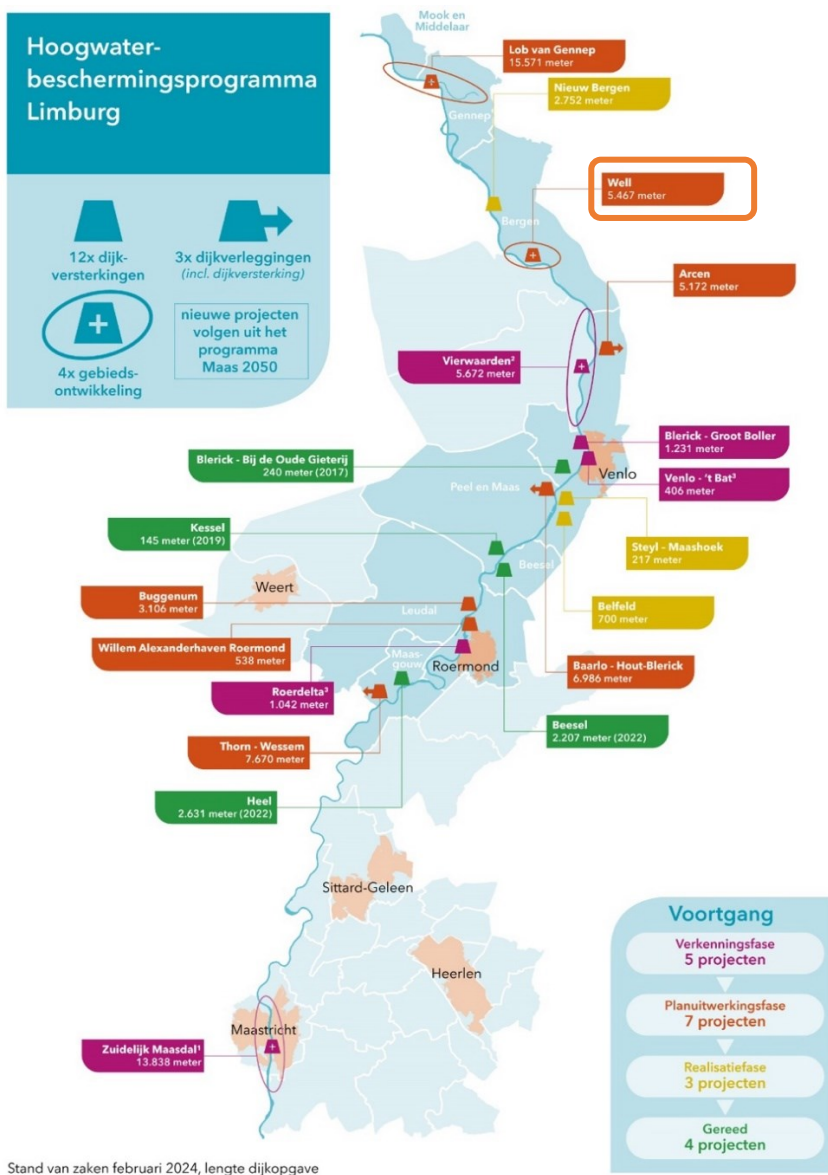 Hoogwater-
beschermingsprogramma
Limburg
12x dijk-
versterkingen
3x dijkverleggingen
(incl. dijkversterking)
4x gebieds-
ontwikkeling
nieuwe projecten
volgen uit het
programma
Maas 2050
Mook en
Middelaar
Lob van Gennep
15.571 meter
Nieuw Bergen
2.752 meter
Gennep
Well
5.467 meter
Bergen
Arcen
5.172 meter
Vierwaarden²
5.672 meter
Blerick - Groot Boller
1.231 meter
Blerick - Bij de Oude Gieterij
240 meter (2017)
Venlo
Venlo - 't Bat³
406 meter
Peel en Maas
Kessel
145 meter (2019)
Steyl - Maashoek
217 meter
Beesel
Weert
Buggenum
3.106 meter
Belfeld
700 meter
Leudal
Willem Alexanderhaven Roermond
538 meter
Maas-
gouw
Roermond
Baarlo - Hout-Blerick
6.986 meter
Roerdelta³
1.042 meter
Beesel
2.207 meter (2022)
Thorn - Wessem
7.670 meter
Heel
2.631 meter (2022)
Sittard-Geleen
Heerlen
Maastricht
Zuidelijk Maasdal¹
13.838 meter
Voortgang
Verkenningsfase
5 projecten
Planuitwerkingsfase
7 projecten
Realisatiefase
3 projecten
Gereed
4 projecten
Stand van zaken februari 2024, lengte dijkopgave